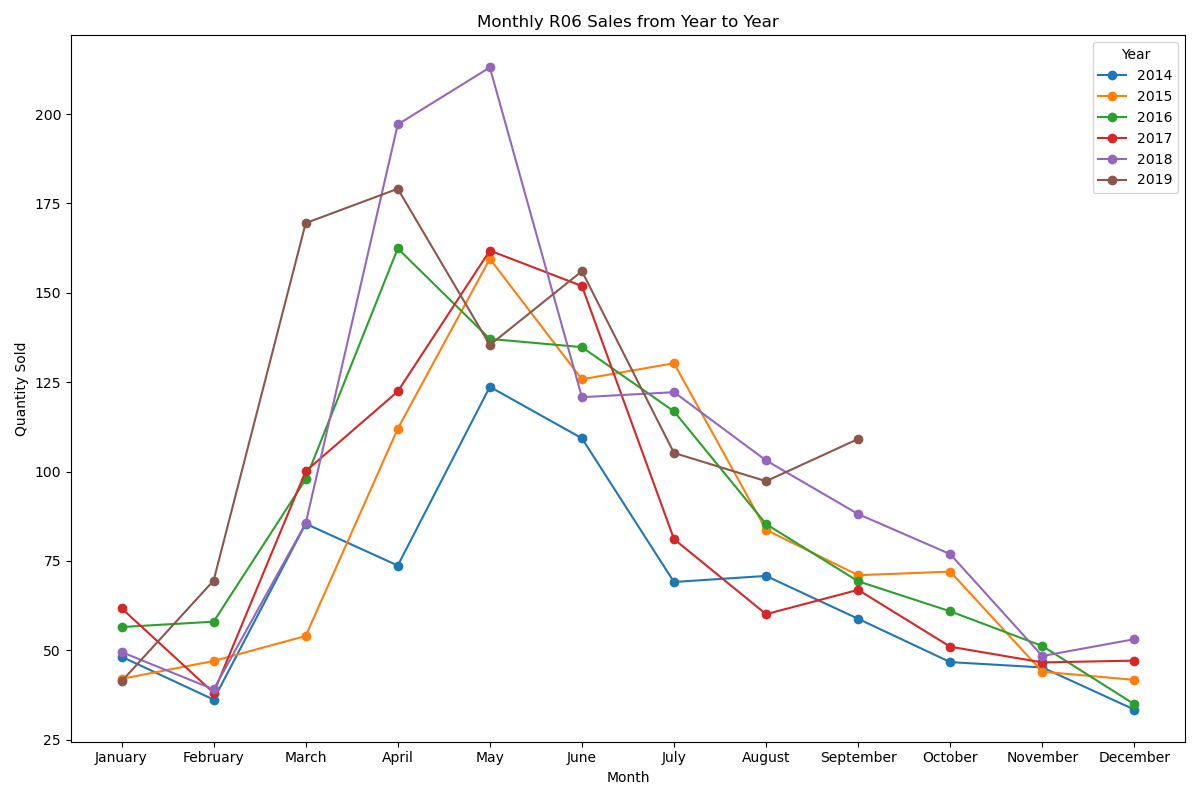 Monthly R06 Sales from Year to Year
Year
2014
2015
2016
2017
2018
2019
Quantity Sold
200
175
150
125
100
75
50
25
January February March April May June July August September October November December
Month